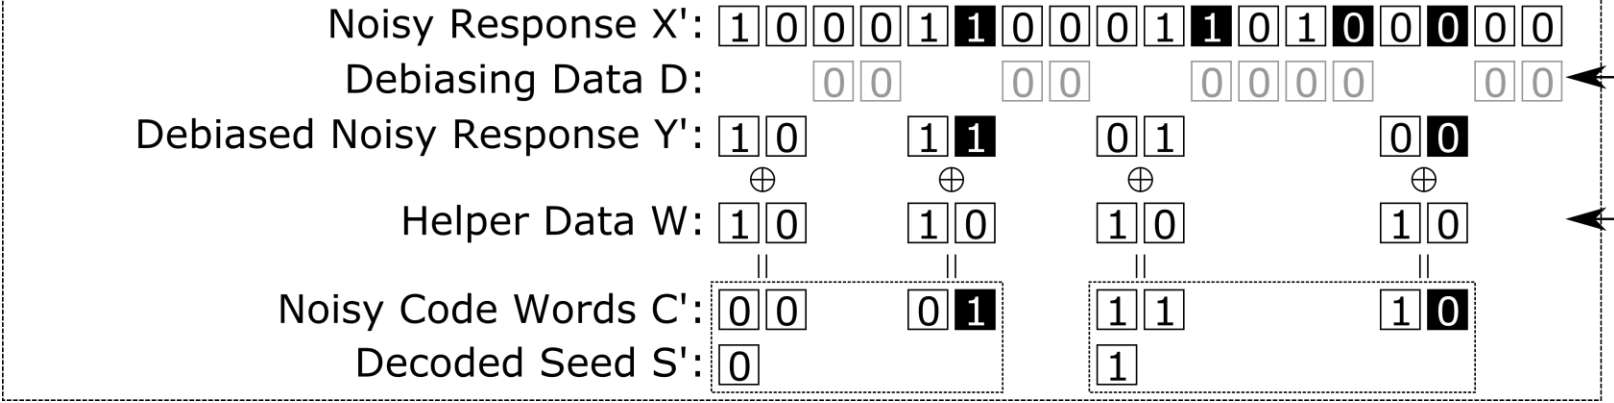 Noisy Response X': 1 0 0 0 1 1 0 0 0 1 1 0 1 0 0 0 0 0
Debiasing Data D: 0 0 0 0 0 0 0 0 0 0
Debiased Noisy Response Y': 1 0 1 1 0 1 0 0
⊕ ⊕ ⊕ ⊕
Helper Data W: 1 0 1 0 1 0 1 0
|| || || ||
Noisy Code Words C': 0 0 0 1 1 1 1 0
Decoded Seed S': 0 1